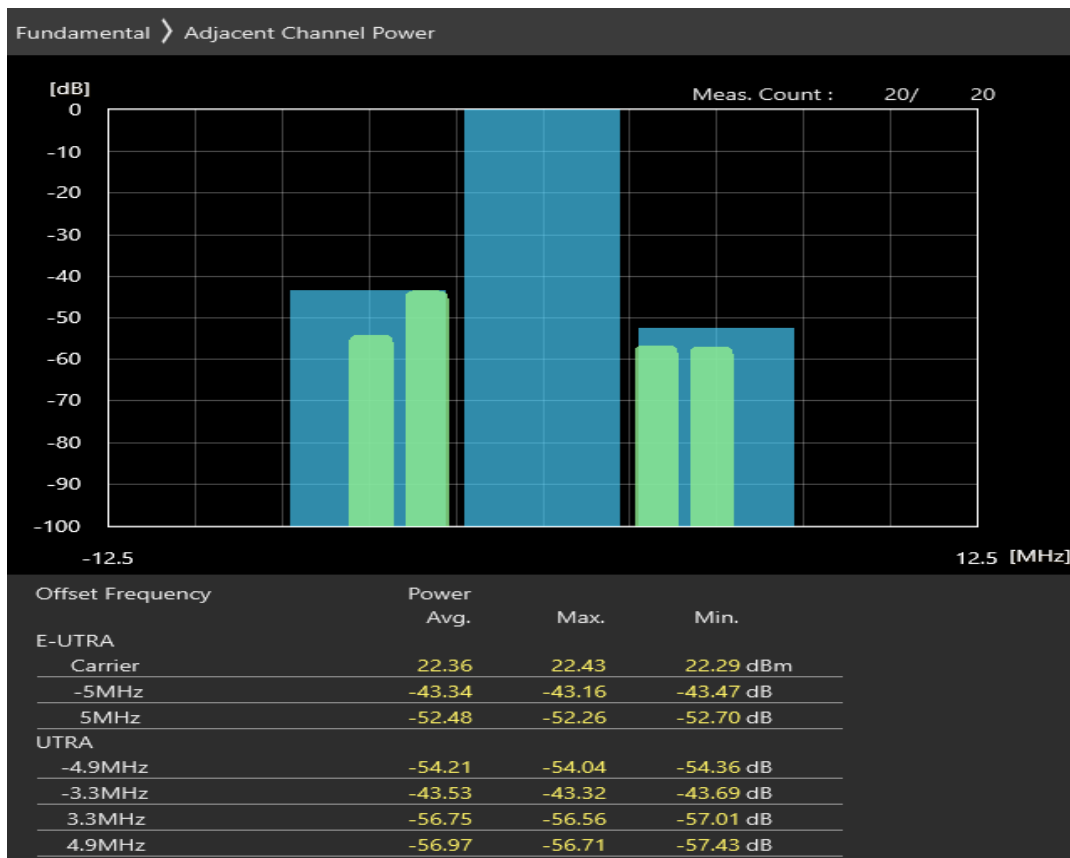 Fundamental 〉 Adjacent Channel Power
[dB]
Meas. Count : 20/ 20
0
-10
-20
-30
-40
-50
-60
-70
-80
-90
-100
-12.5 12.5 [MHz]
Offset Frequency Power
Avg. Max. Min.
E-UTRA
Carrier 22.36 22.43 22.29 dBm
-5MHz -43.34 -43.16 -43.47 dB
5MHz -52.48 -52.26 -52.70 dB
UTRA
-4.9MHz -54.21 -54.04 -54.36 dB
-3.3MHz -43.53 -43.32 -43.69 dB
3.3MHz -56.75 -56.56 -57.01 dB
4.9MHz -56.97 -56.71 -57.43 dB